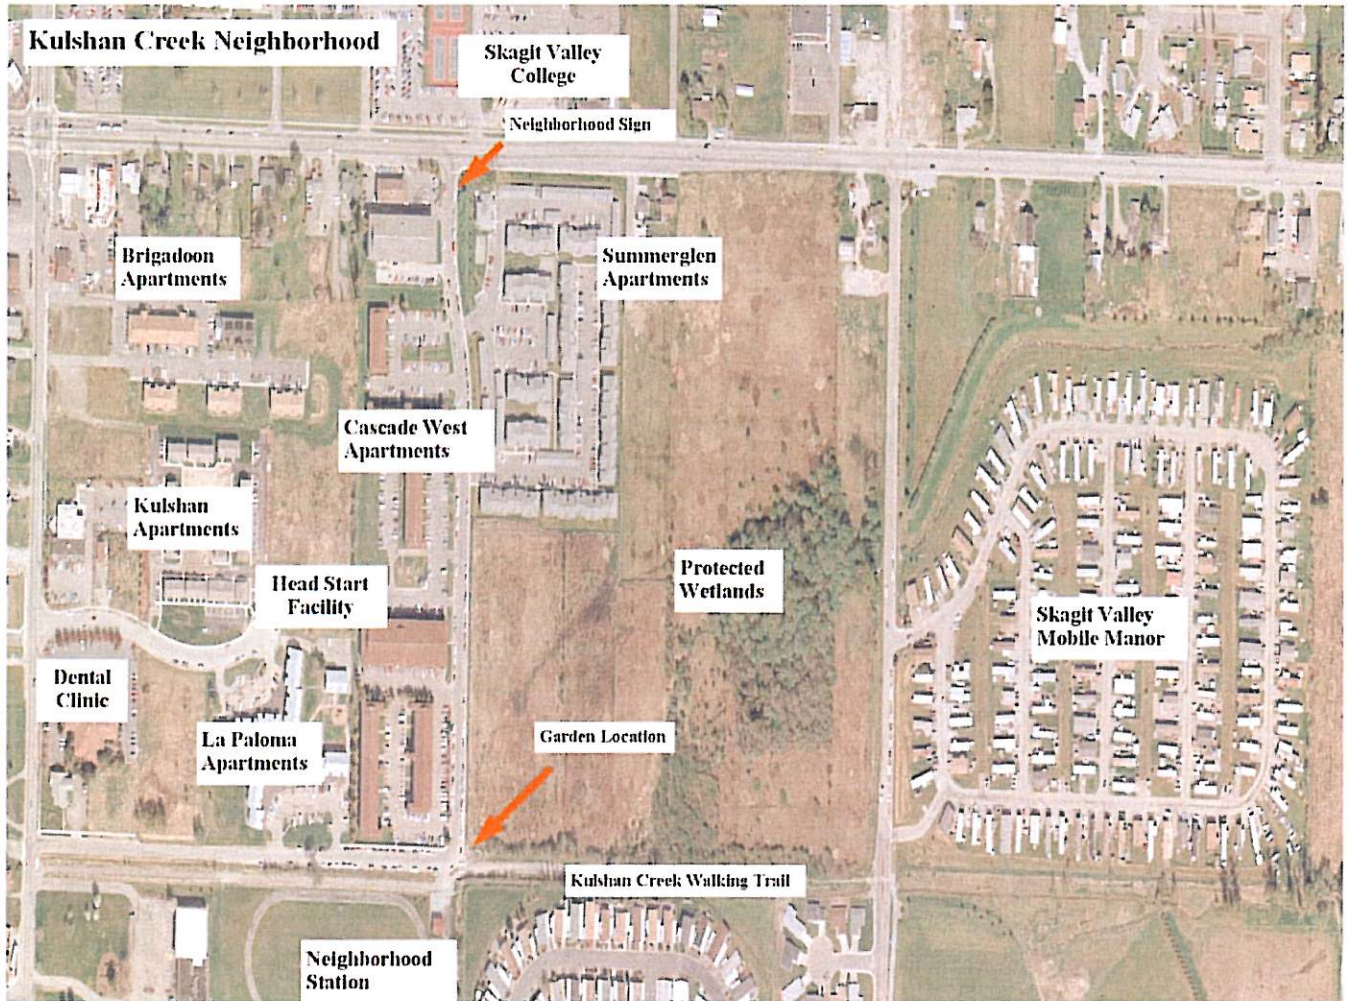 Kulshan Creek Neighborhood
Skagit Valley
College
Neighborhood Sign
Brigadoon
Apartments
Summerglen
Apartments
Cascade West
Apartments
Kulshan
Apartments
Protected
Wetlands
Head Start
Facility
Skagit Valley
Mobile Manor
Dental
Clinic
La Paloma
Apartments
Garden Location
Kulshan Creek Walking Trail
Neighborhood
Station